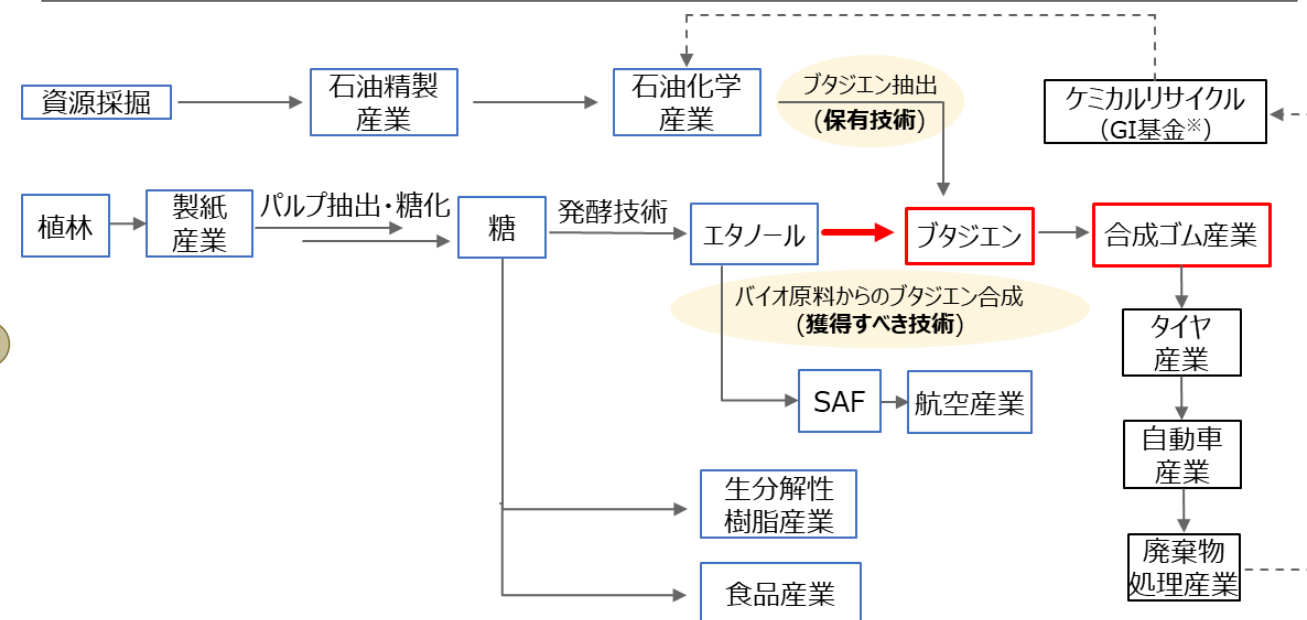 資源採掘
石油精製
産業
石油化学
産業
ブタジエン抽出
(保有技術)
ケミカルリサイクル
(GI基金※)
植林
製紙
産業
パルプ抽出・糖化
糖
発酵技術
エタノール
ブタジエン
合成ゴム産業
バイオ原料からのブタジエン合成
(獲得すべき技術)
タイヤ
産業
SAF
航空産業
自動車
産業
生分解性
樹脂産業
廃棄物
処理産業
食品産業